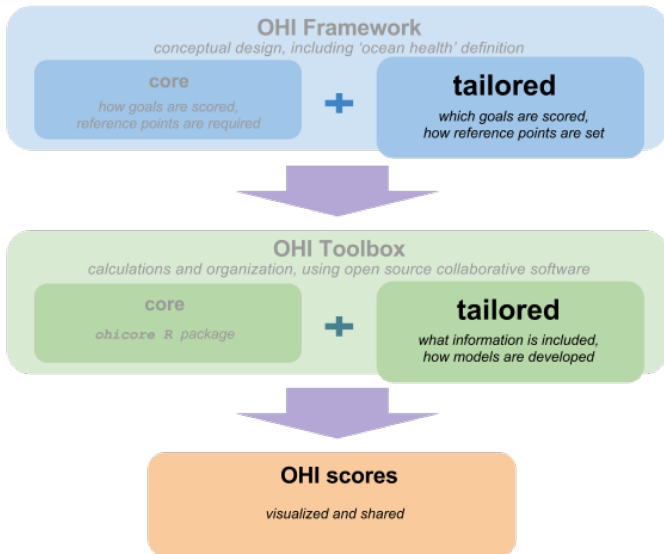 OHI Framework
conceptual design, including ‘ocean health’ definition
core
how goals are scored,
reference points are required
+
tailored
which goals are scored,
how reference points are set
OHI Toolbox
calculations and organization, using open source collaborative software
core
ohicore R package
+
tailored
what information is included,
how models are developed
OHI scores
visualized and shared